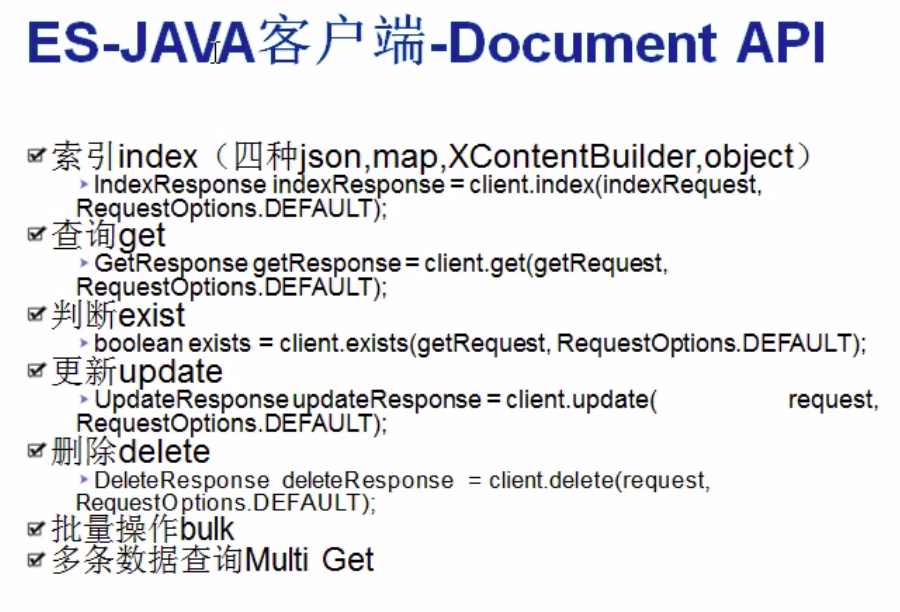 ES-JAVA客户端-Document API
索引index（四种json,map,XContentBuilder,object）
IndexResponse indexResponse = client.index(indexRequest,
RequestOptions.DEFAULT);
查询get
GetResponse getResponse = client.get(getRequest,
RequestOptions.DEFAULT);
判断exist
boolean exists = client.exists(getRequest, RequestOptions.DEFAULT);
更新update
UpdateResponse updateResponse = client.update( request,
RequestOptions.DEFAULT);
删除delete
DeleteResponse deleteResponse = client.delete(request,
RequestOptions.DEFAULT);
批量操作bulk
多条数据查询Multi Get